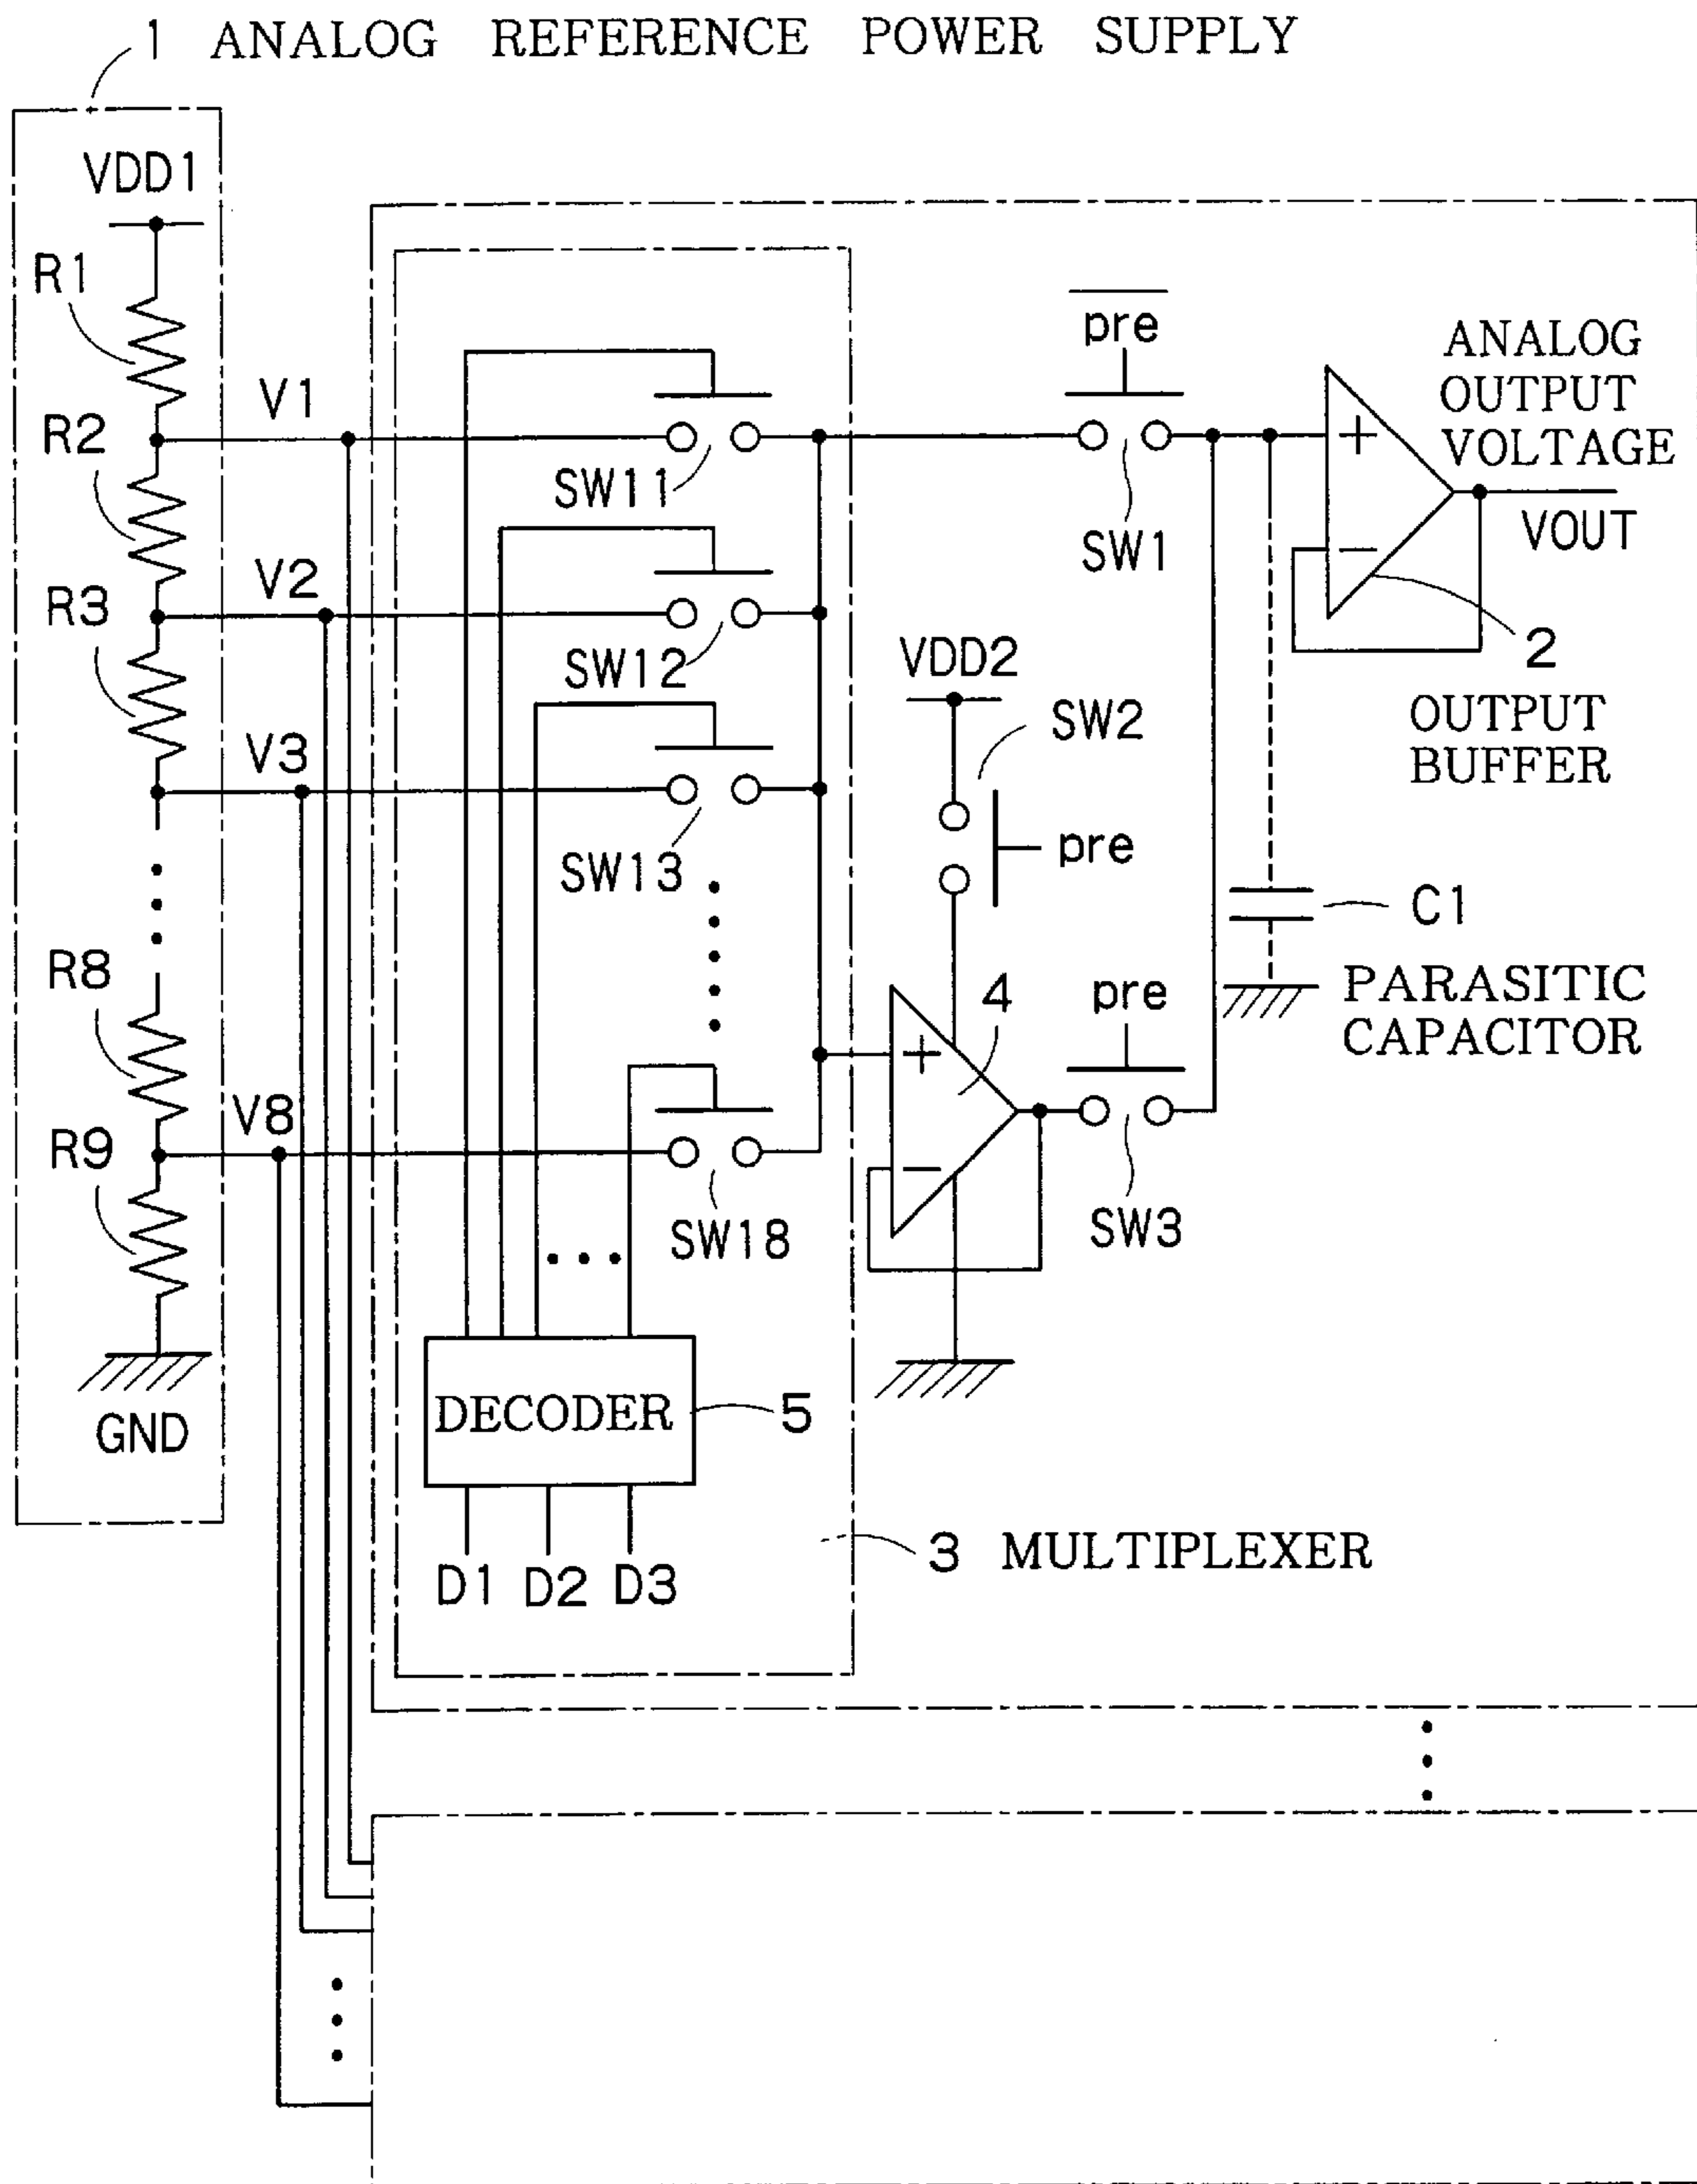 1 ANALOG REFERENCE POWER SUPPLY
VDD1
R1
pre
ANALOG
OUTPUT
VOLTAGE
V1
R2
+
SW11
SW1
VOUT
−
V2
R3
2
SW12
VDD2
OUTPUT
BUFFER
SW2
V3
pre
SW13
C1
R8
4
pre
PARASITIC
CAPACITOR
+
V8
R9
−
SW18
SW3
DECODER
5
GND
3 MULTIPLEXER
D1 D2 D3